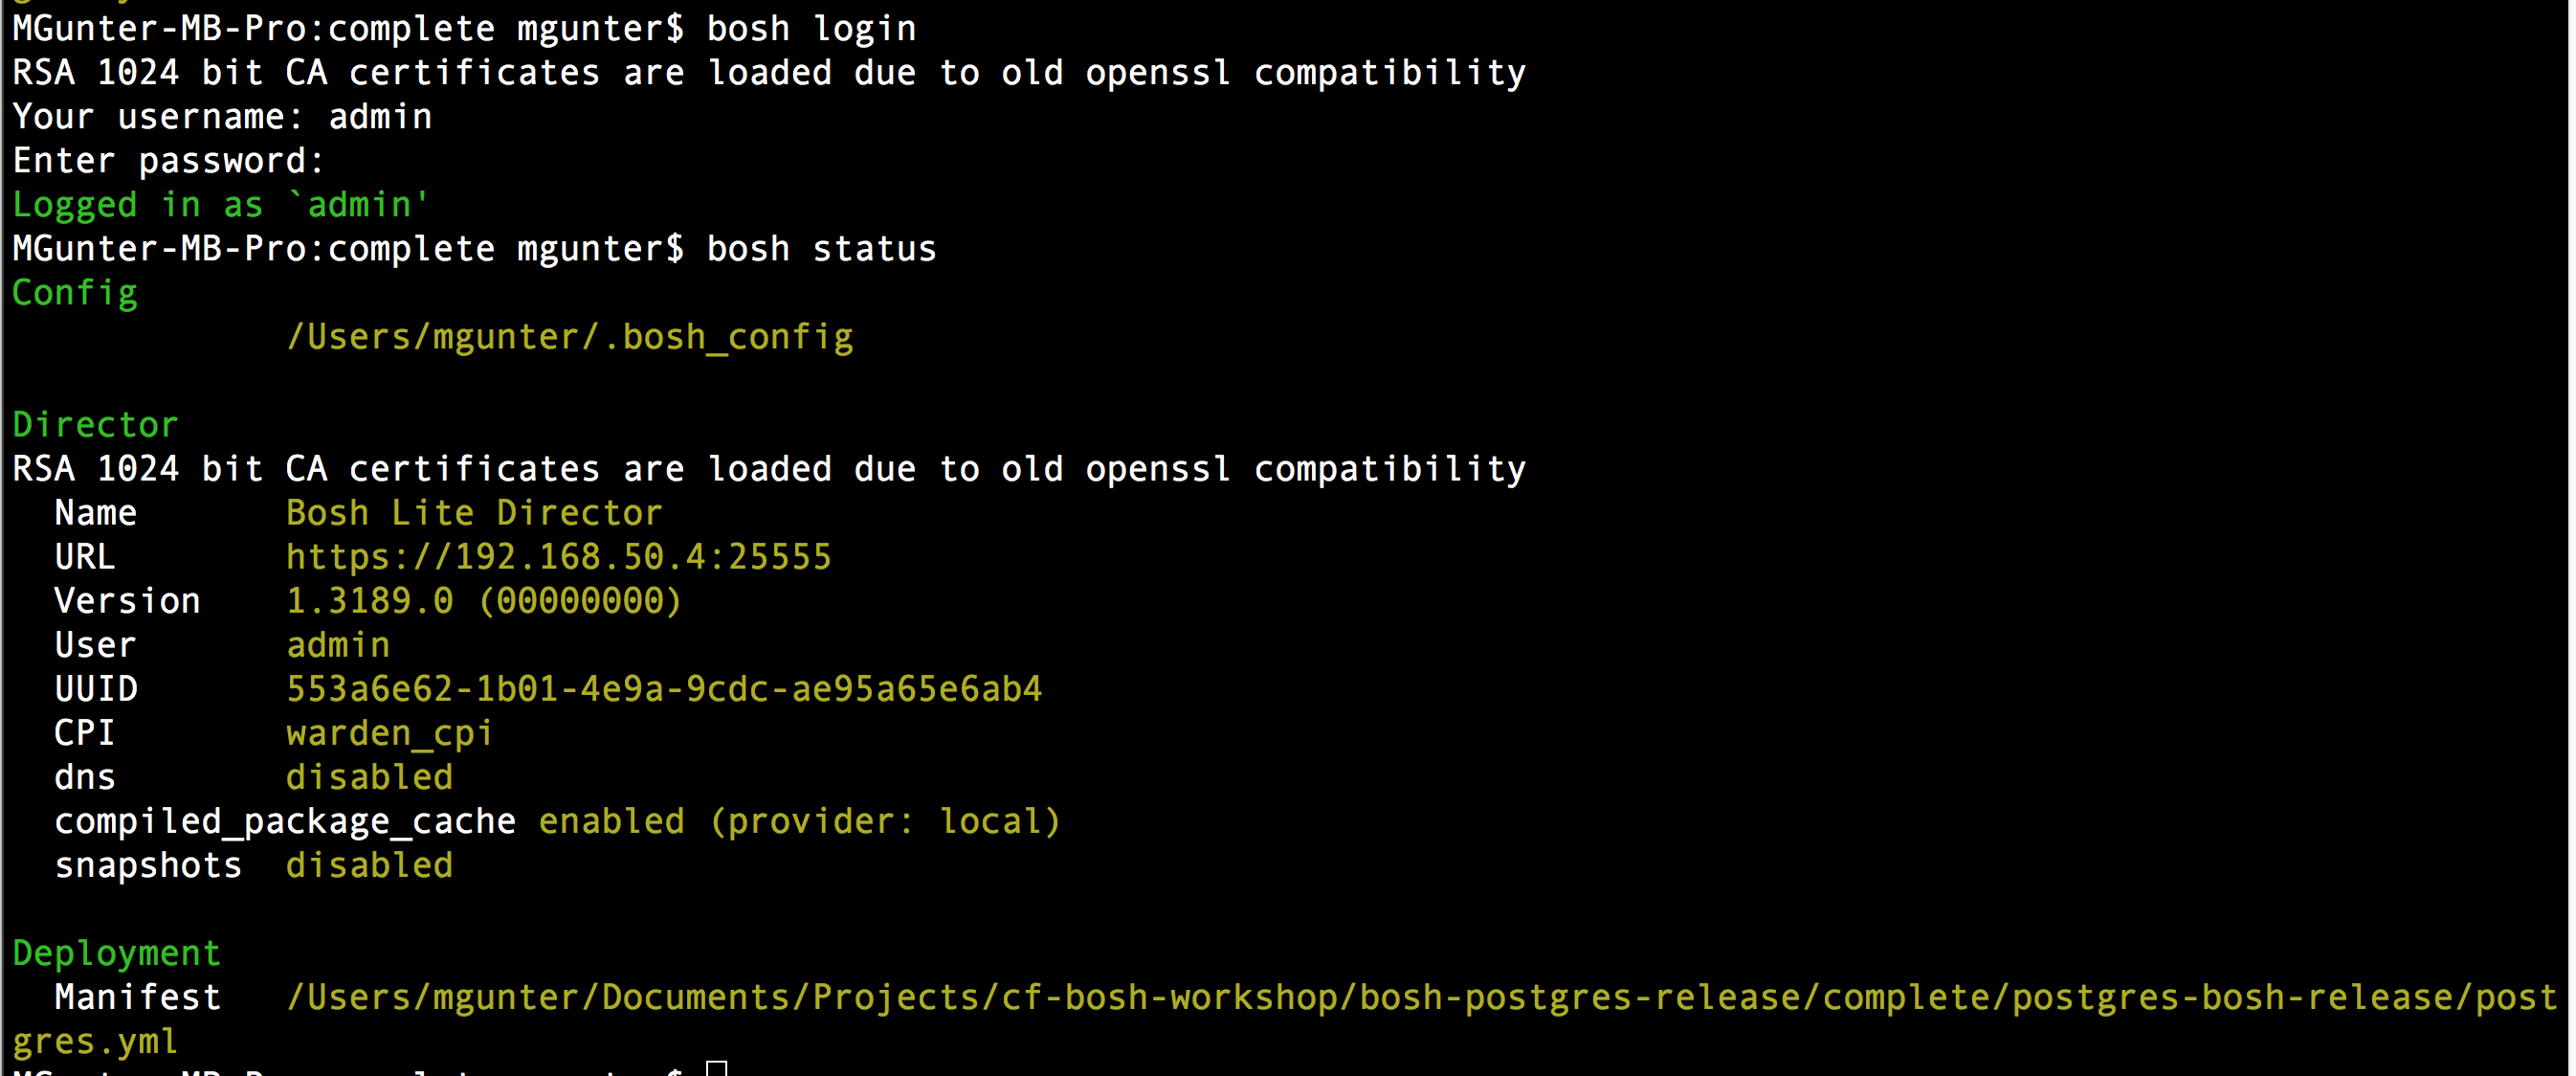 MGunter-MB-Pro:complete mgunter$ bosh login
RSA 1024 bit CA certificates are loaded due to old openssl compatibility
Your username: admin
Enter password:
Logged in as `admin'
MGunter-MB-Pro:complete mgunter$ bosh status
Config
             /Users/mgunter/.bosh_config

Director
RSA 1024 bit CA certificates are loaded due to old openssl compatibility
  Name       Bosh Lite Director
  URL        https://192.168.50.4:25555
  Version    1.3189.0 (00000000)
  User       admin
  UUID       553a6e62-1b01-4e9a-9cdc-ae95a65e6ab4
  CPI        warden_cpi
  dns        disabled
  compiled_package_cache enabled (provider: local)
  snapshots  disabled

Deployment
  Manifest   /Users/mgunter/Documents/Projects/cf-bosh-workshop/bosh-postgres-release/complete/postgres-bosh-release/post
gres.yml